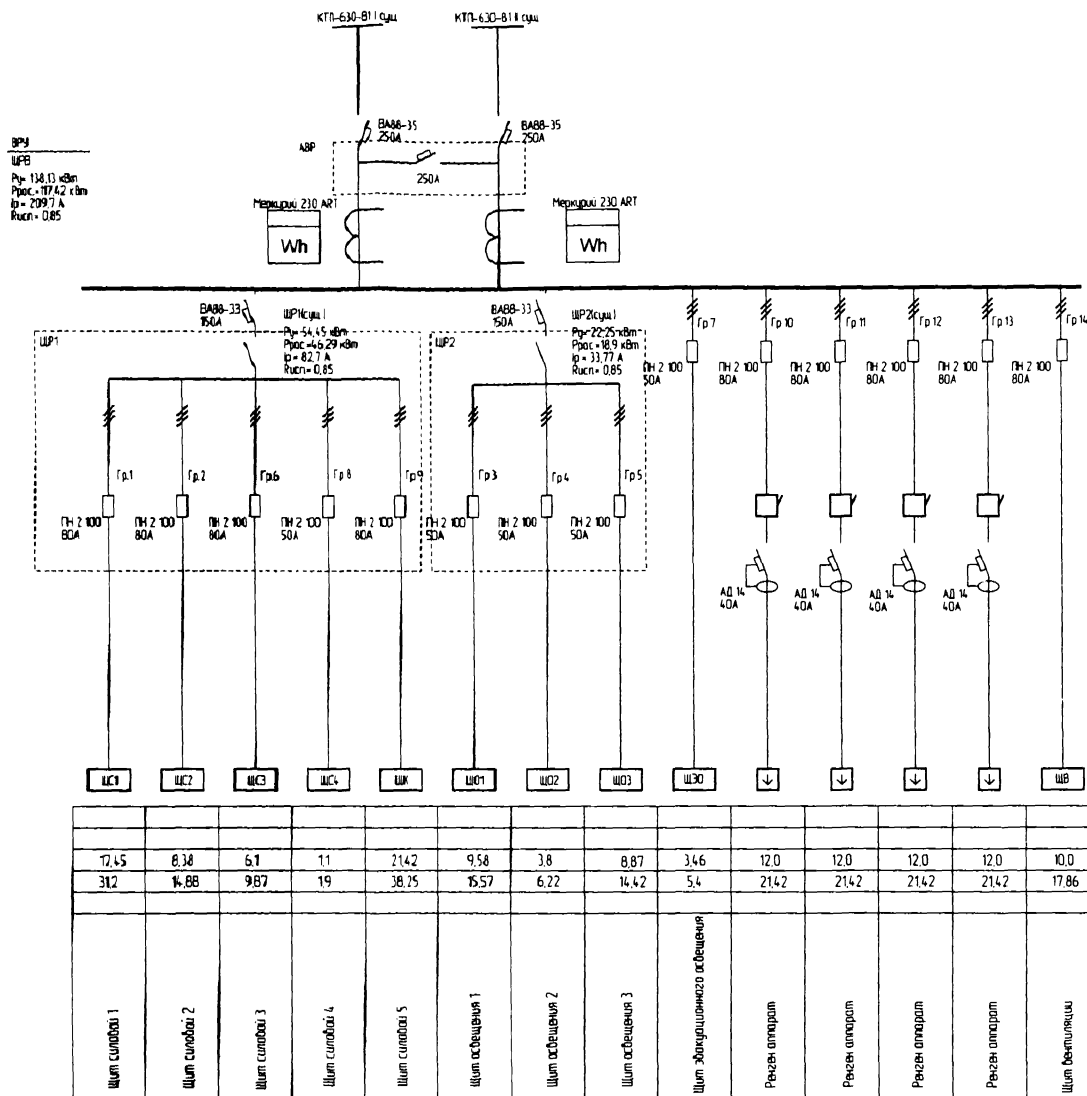 КТП-630-81 I сущ.
КТП-630-81 II сущ.
ВРУ
ЩРВ
Ру= 138,13 кВт
Ррас.=117,42 кВт
Iр= 209,7 А
Кисп= 0,85
АВР
ВА88-35
250А
ВА88-35
250А
250А
Меркурий 230 ART
Wh
Меркурий 230 ART
Wh
ВА88-33
150А
ЩР1(сущ.)
Ру=54,45 кВт
Ррас=46,29 кВт
Iр = 82,7 А
Кисп=0,85
ЩР1
ВА88-33
150А
ЩР2(сущ.)
Ру=22,25 кВт
Ррас=18,9 кВт
Iр = 33,77 А
Кисп=0,85
ЩР2
Гр.7
Гр 10
Гр 11
Гр 12
Гр 13
Гр.14
ПН 2 100
50А
ПН 2 100
80А
ПН 2 100
80А
ПН 2 100
80А
ПН 2 100
80А
ПН 2 100
80А
Гр.1
Гр.2
Гр.6
Гр 8
Гр 9
Гр 3
Гр 4
Гр 5
ПН 2 100
80А
ПН 2 100
80А
ПН 2 100
80А
ПН 2 100
50А
ПН 2 100
80А
ПН 2 100
50А
ПН 2 100
50А
ПН 2 100
50А
АД 14
40А
АД 14
40А
АД 14
40А
АД 14
40А
ЩС1 ЩС2 ЩС3 ЩС4 ЩК ЩО1 ЩО2 ЩО3 ЩЭО ЩВ
17,45 8,38 6,1 1,1 21,42 9,58 3,8 8,87 3,46 12,0 12,0 12,0 12,0 10,0
31,2 14,88 9,87 1,9 38,25 15,57 6,22 14,42 5,4 21,42 21,42 21,42 21,42 17,86
Щит силовой 1
Щит силовой 2
Щит силовой 3
Щит силовой 4
Щит силовой 5
Щит освещения 1
Щит освещения 2
Щит освещения 3
Щит эвакуационного освещения
Ренген аппарат
Ренген аппарат
Ренген аппарат
Ренген аппарат
Щит вентиляции